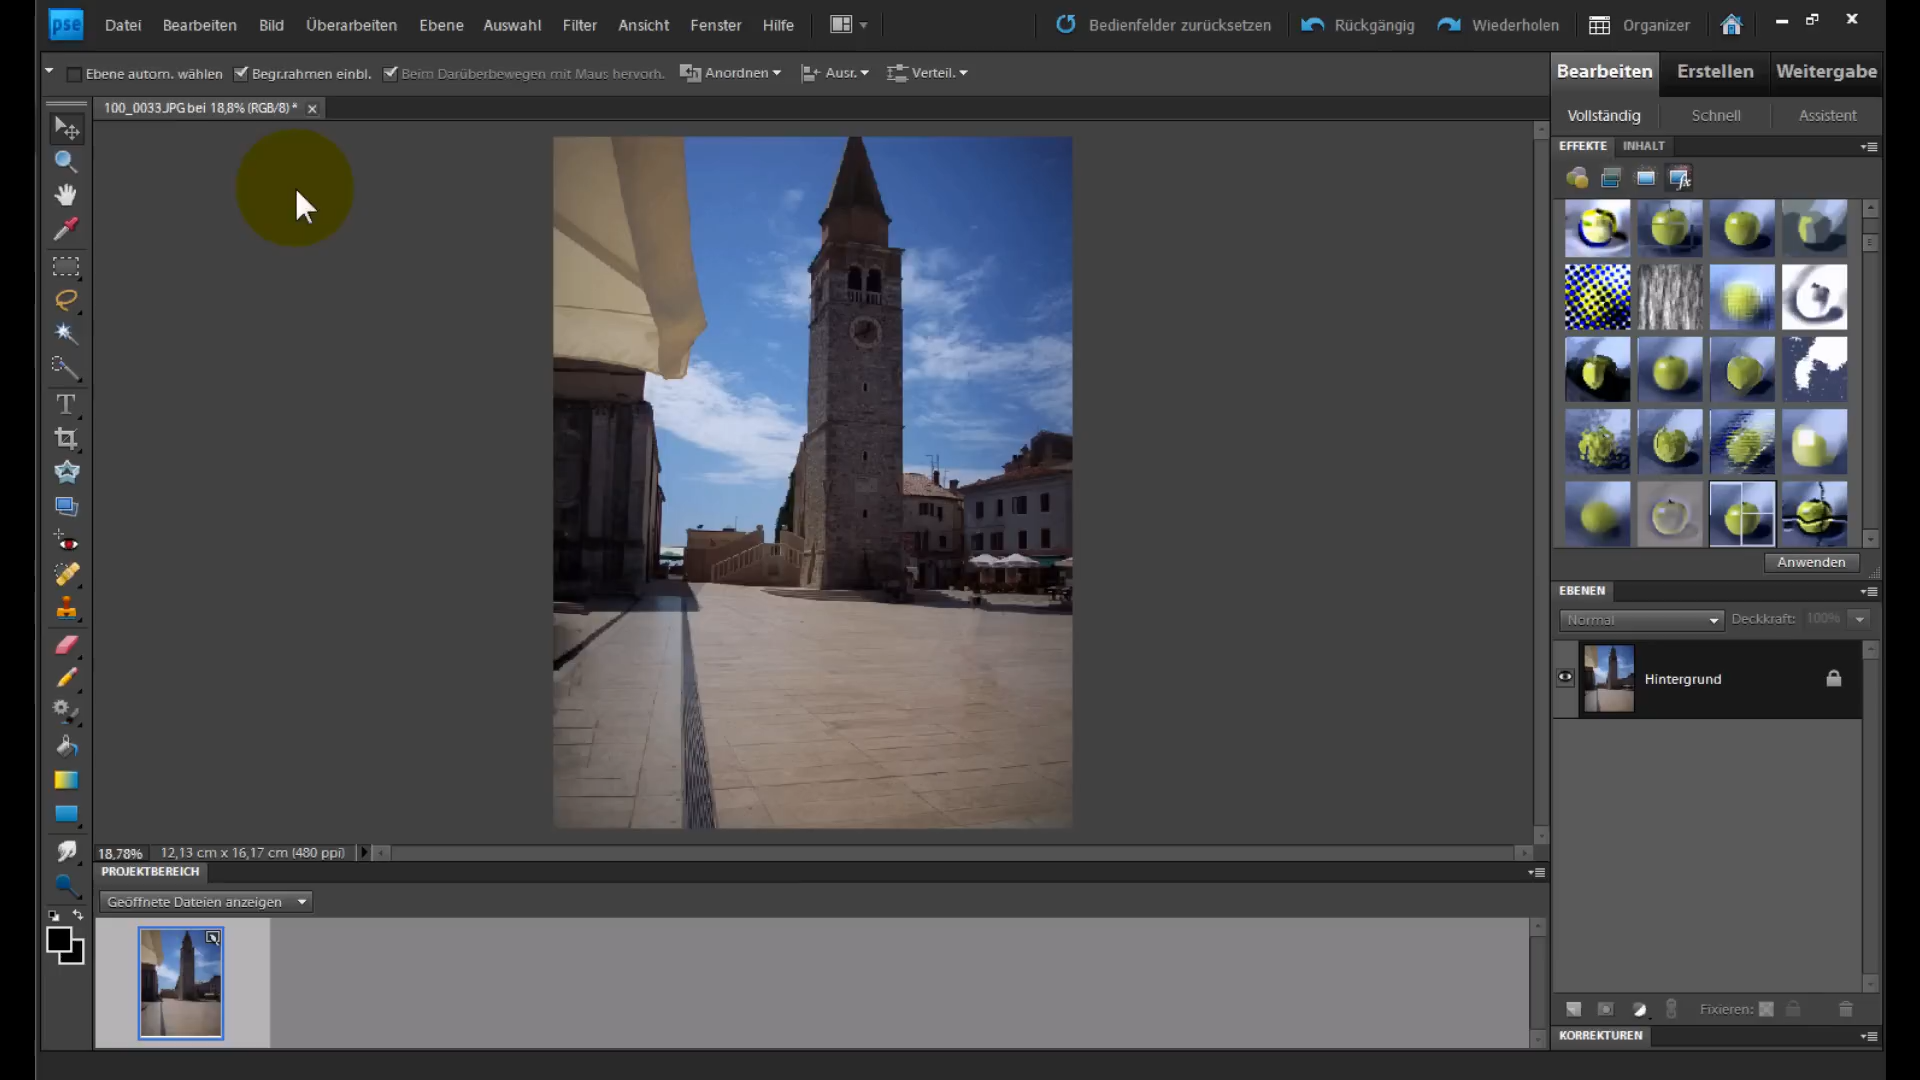 pse Datei Bearbeiten Bild Überarbeiten Ebene Auswahl Filter Ansicht Fenster Hilfe Bedienfelder zurücksetzen Rückgängig Wiederholen Organizer
Ebene autom. wählen Begr.rahmen einbl. Beim Darüberbewegen mit Maus hervorh. Anordnen Ausr. Verteil.
Bearbeiten Erstellen Weitergabe
100_0033.JPG bei 18,8% (RGB/8) *
Vollständig Schnell Assistent
EFFEKTE INHALT
Anwenden
EBENEN
Normal Deckkraft: 100%
Hintergrund
18,78% 12,13 cm x 16,17 cm (480 ppi)
PROJEKTBEREICH
Geöffnete Dateien anzeigen
Fixieren:
KORREKTUREN